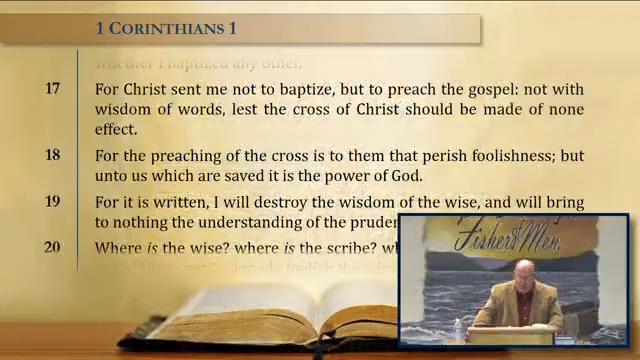 1 CORINTHIANS 1
whether I baptized any other.
17 For Christ sent me not to baptize, but to preach the gospel: not with
wisdom of words, lest the cross of Christ should be made of none
effect.
18 For the preaching of the cross is to them that perish foolishness; but
unto us which are saved it is the power of God.
19 For it is written, I will destroy the wisdom of the wise, and will bring
to nothing the understanding of the
20 Where is the wise? where is the scribe?
Fishers
of
Men.